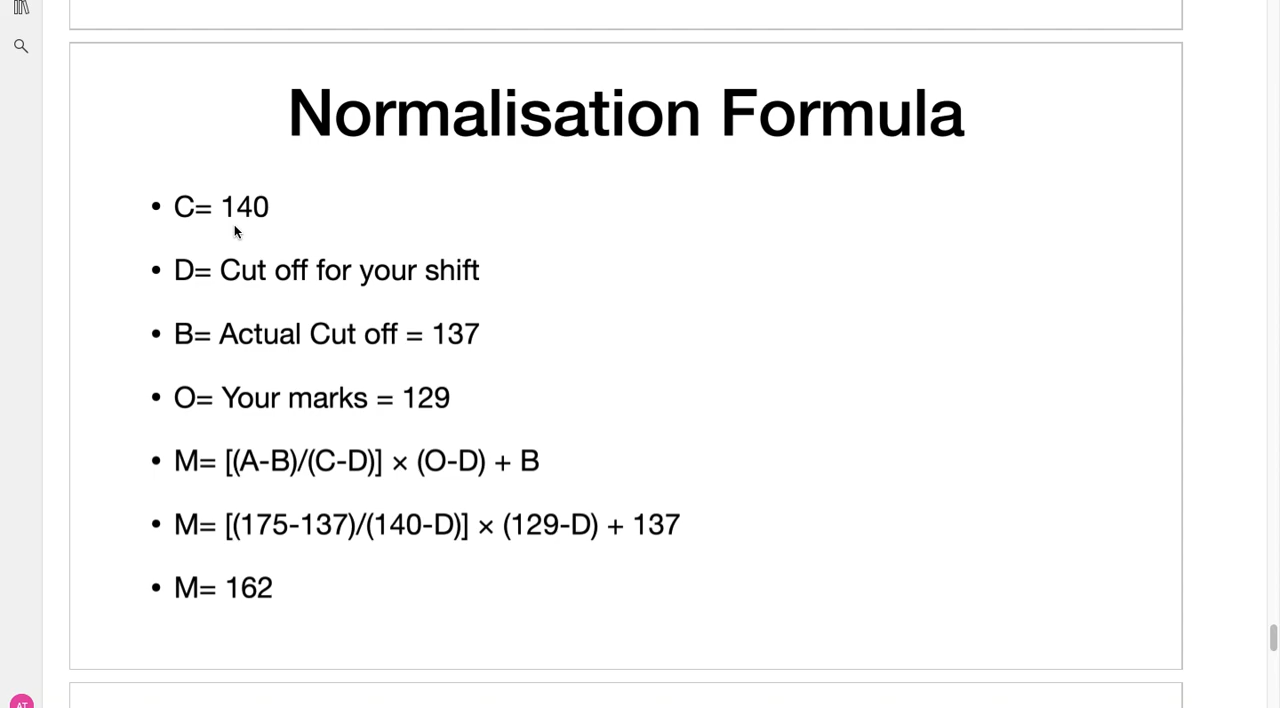 Normalisation Formula
• C= 140
• D= Cut off for your shift
• B= Actual Cut off = 137
• O= Your marks = 129
• M= [(A-B)/(C-D)] × (O-D) + B
• M= [(175-137)/(140-D)] × (129-D) + 137
• M= 162
AT